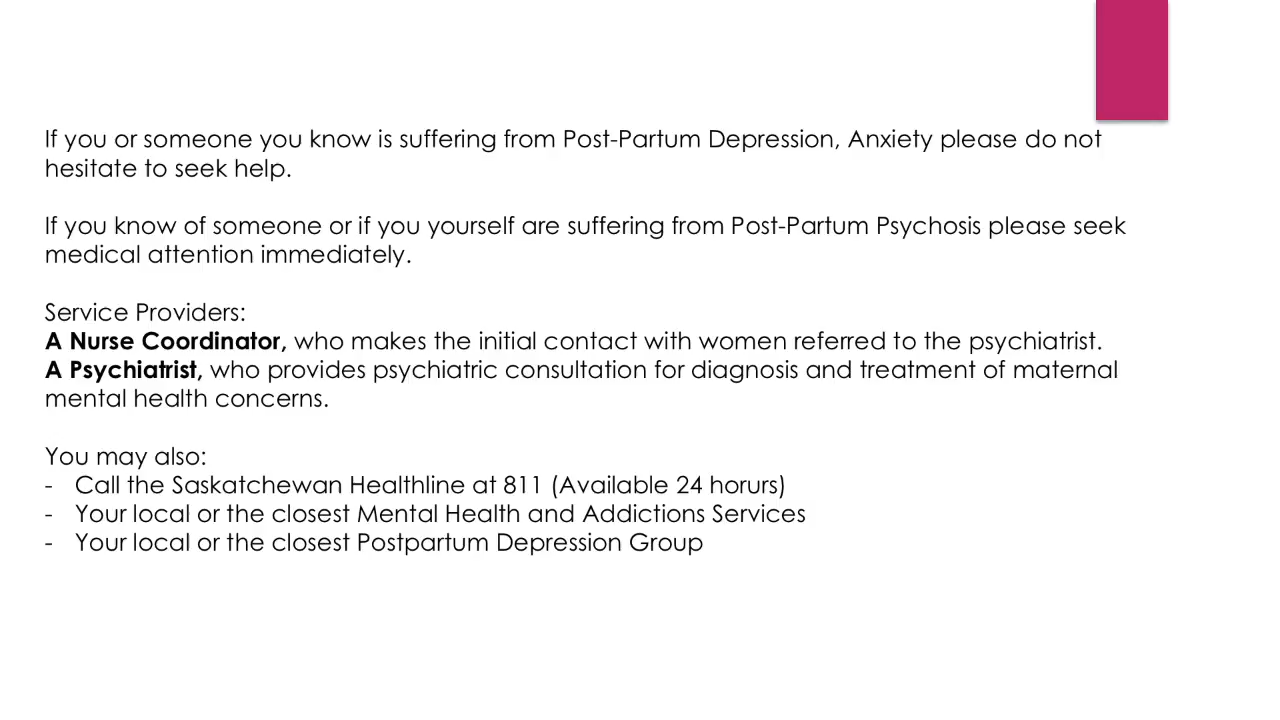 If you or someone you know is suffering from Post-Partum Depression, Anxiety please do not
hesitate to seek help.
If you know of someone or if you yourself are suffering from Post-Partum Psychosis please seek
medical attention immediately.
Service Providers:
A Nurse Coordinator, who makes the initial contact with women referred to the psychiatrist.
A Psychiatrist, who provides psychiatric consultation for diagnosis and treatment of maternal
mental health concerns.
You may also:
- Call the Saskatchewan Healthline at 811 (Available 24 horurs)
- Your local or the closest Mental Health and Addictions Services
- Your local or the closest Postpartum Depression Group